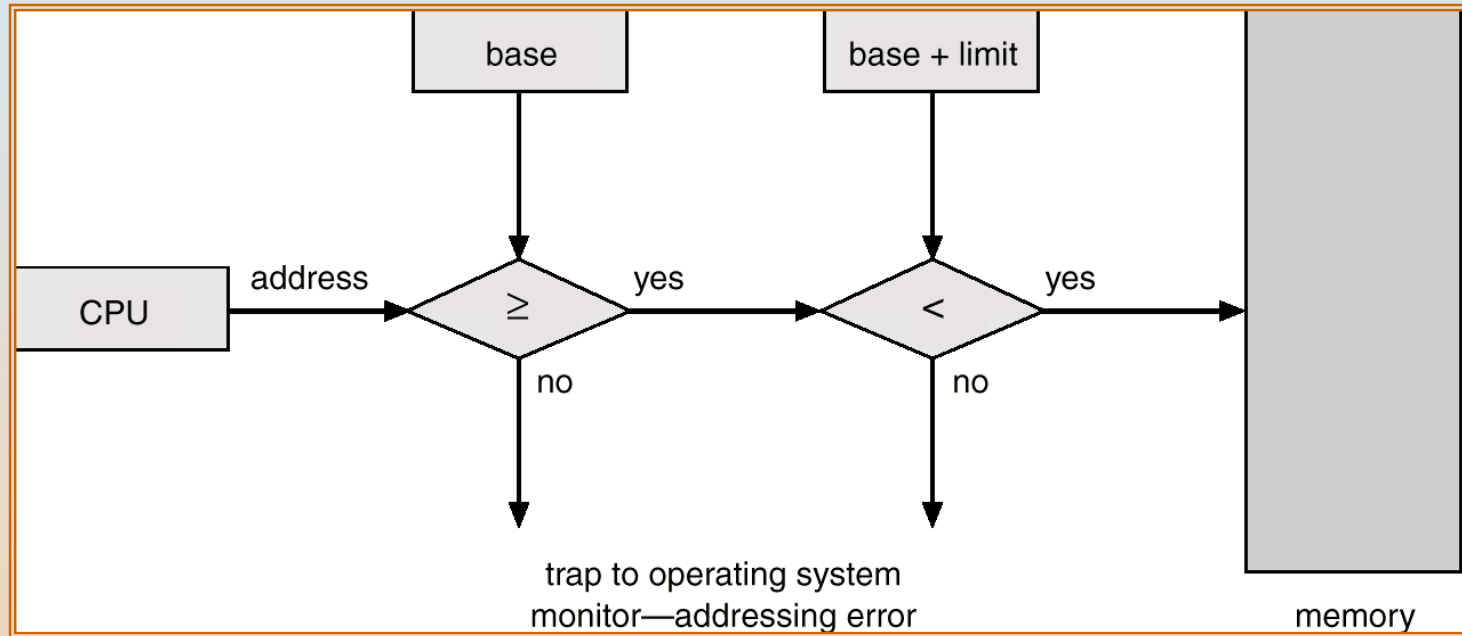 base
base + limit
address
yes
yes
CPU
≥
<
no
no
trap to operating system
monitor—addressing error
memory